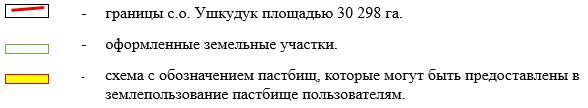 - границы с.о. Ушкудук площадью 30 298 га.
- оформленные земельные участки.
- схема с обозначением пастбищ, которые могут быть предоставлены в
землепользование пастбище пользователям.